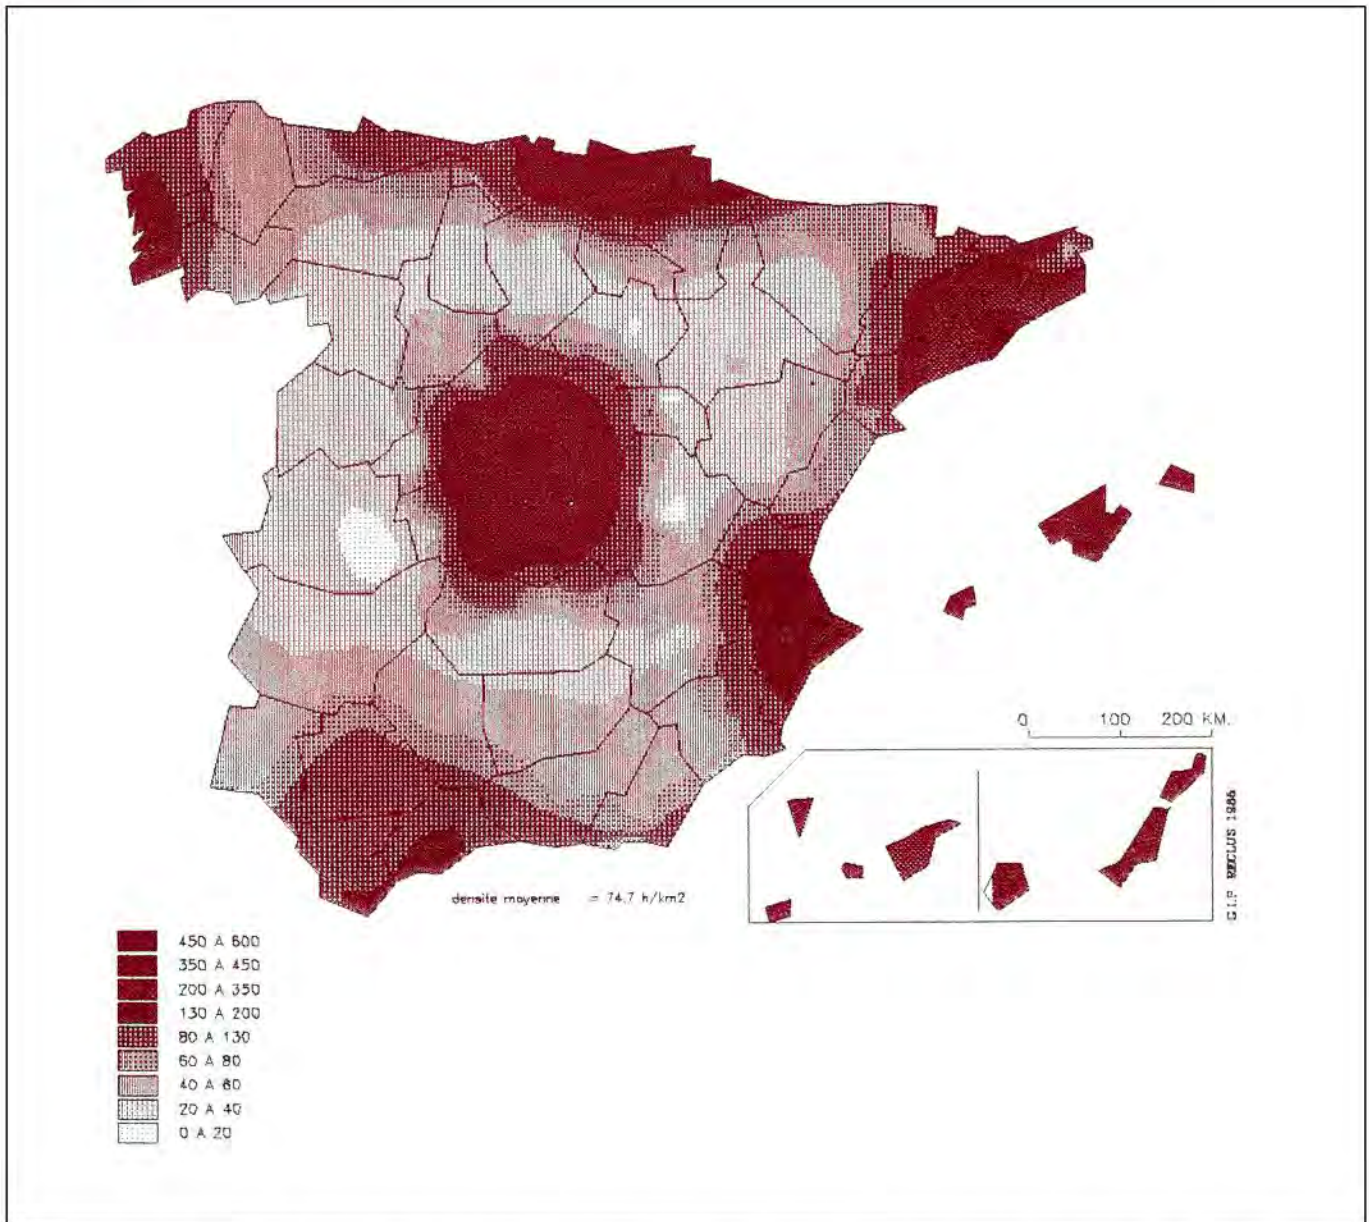 0 100 200 KM.
G.I.P. RECLUS 1986
densite moyenne = 74.7 h/km2
450 A 600
350 A 450
200 A 350
130 A 200
80 A 130
60 A 80
40 A 60
20 A 40
0 A 20